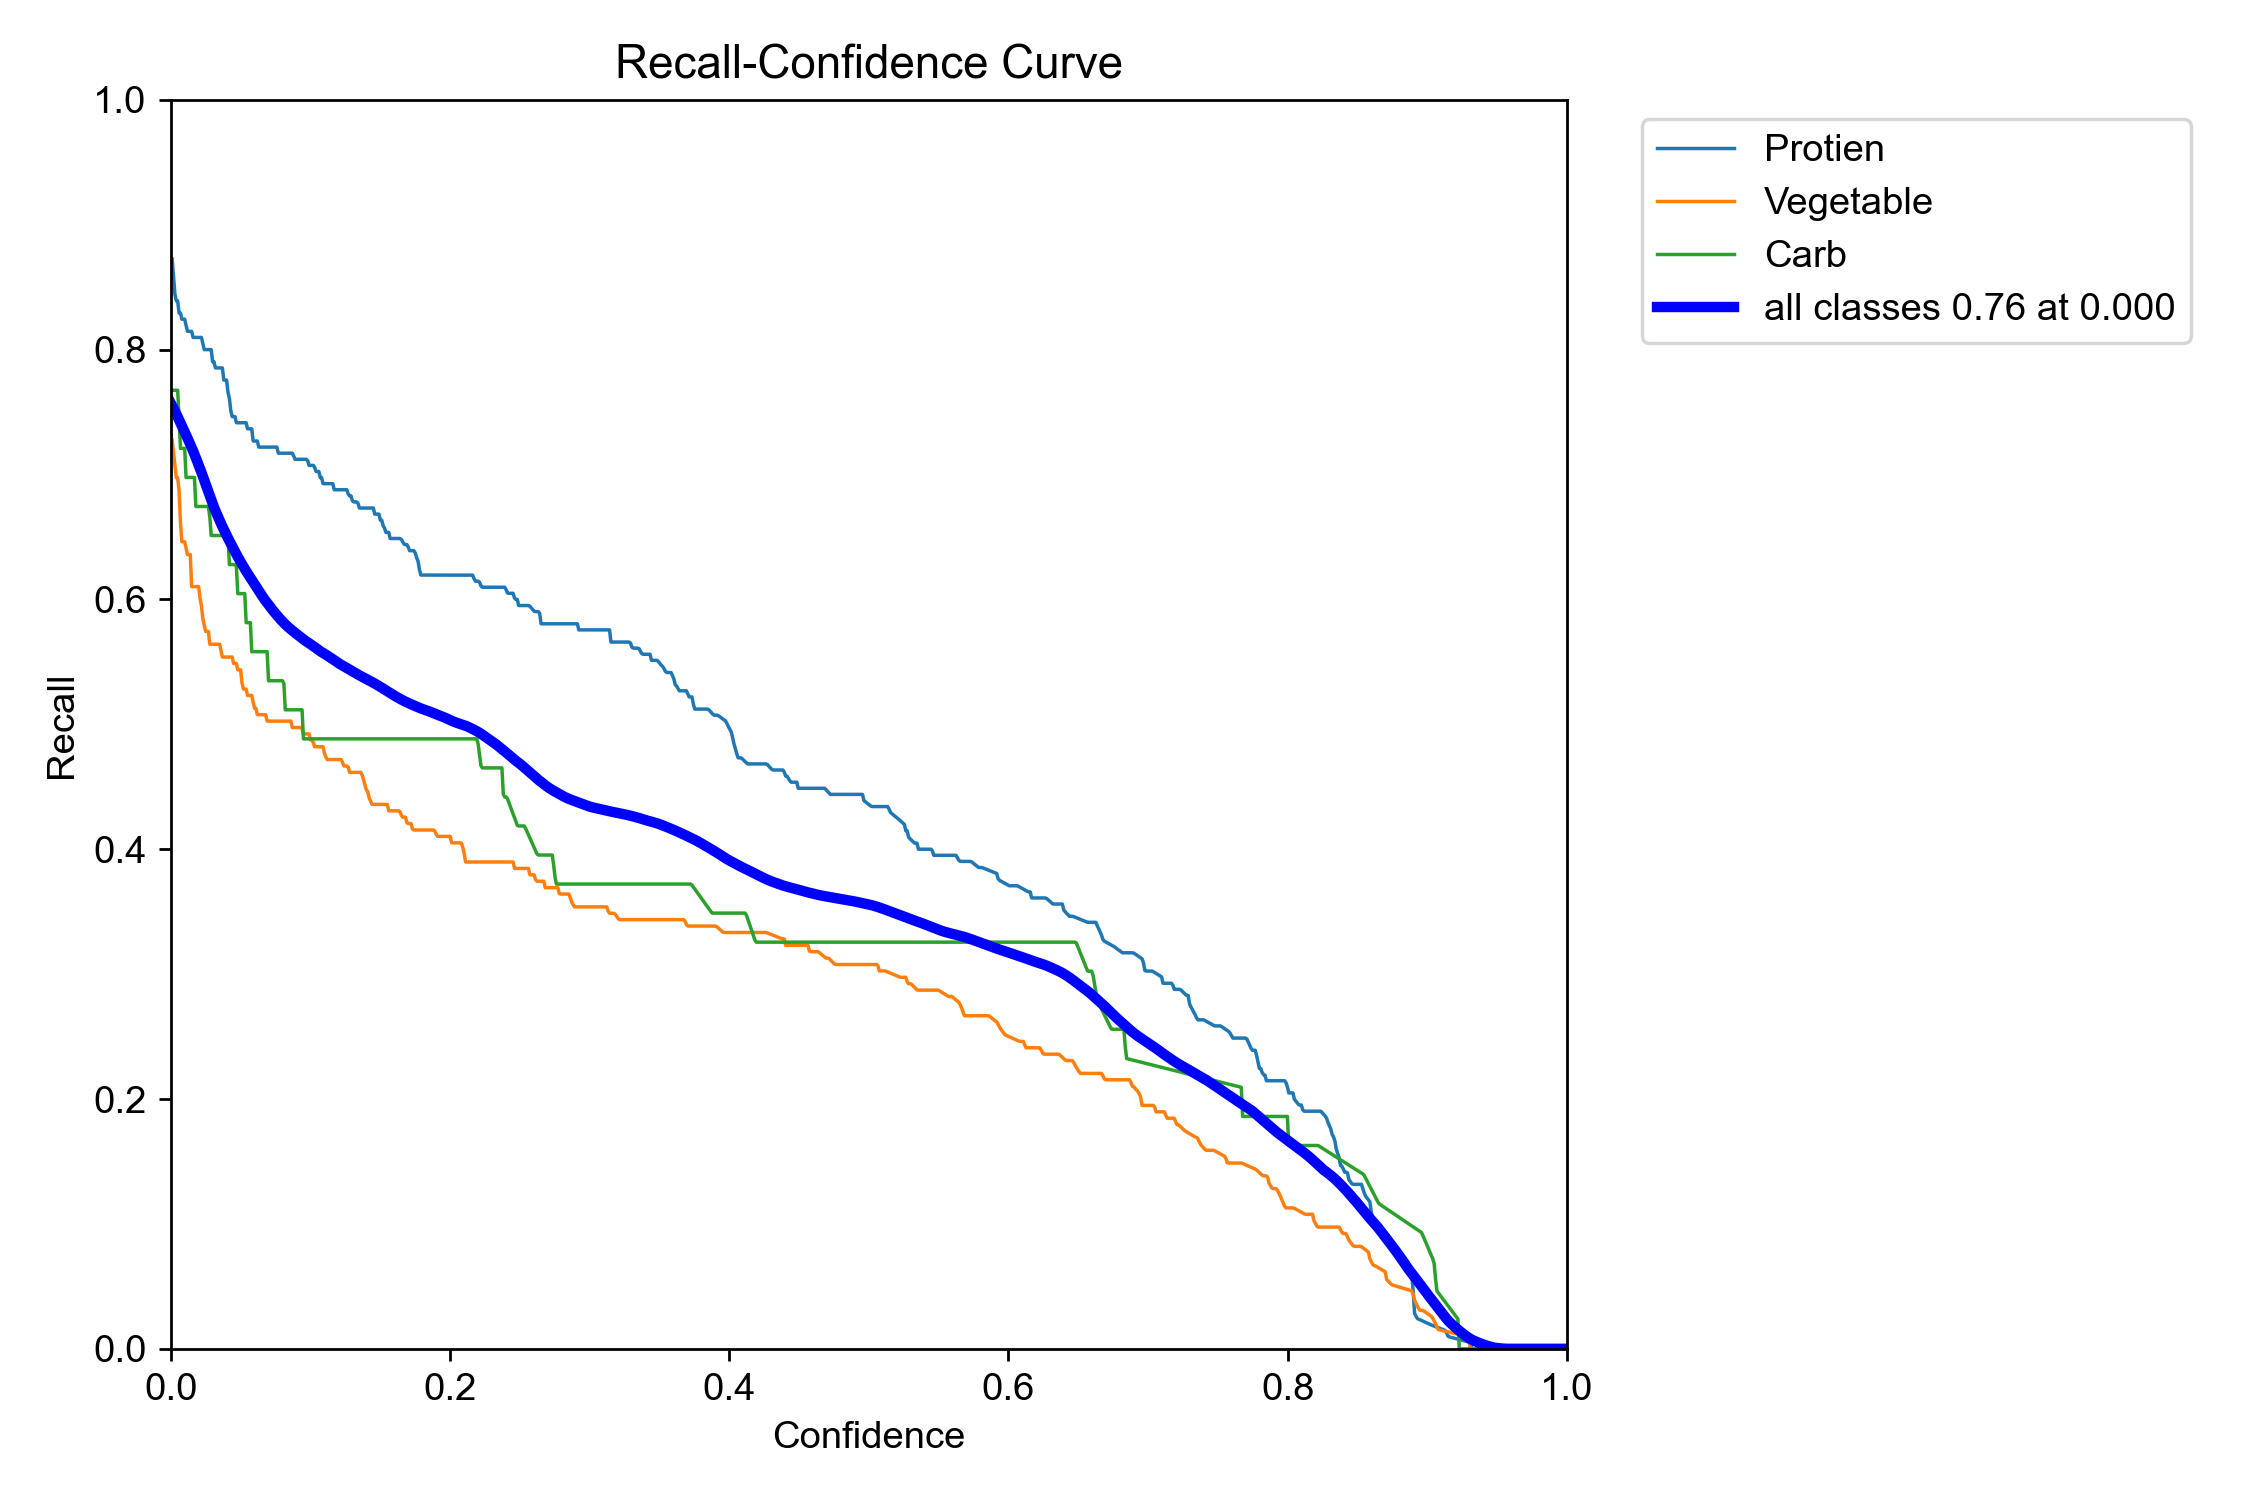 Recall-Confidence Curve
Protien
Vegetable
Carb
all classes 0.76 at 0.000
1.0
0.8
0.6
0.4
0.2
0.0
Recall
0.0 0.2 0.4 0.6 0.8 1.0
Confidence